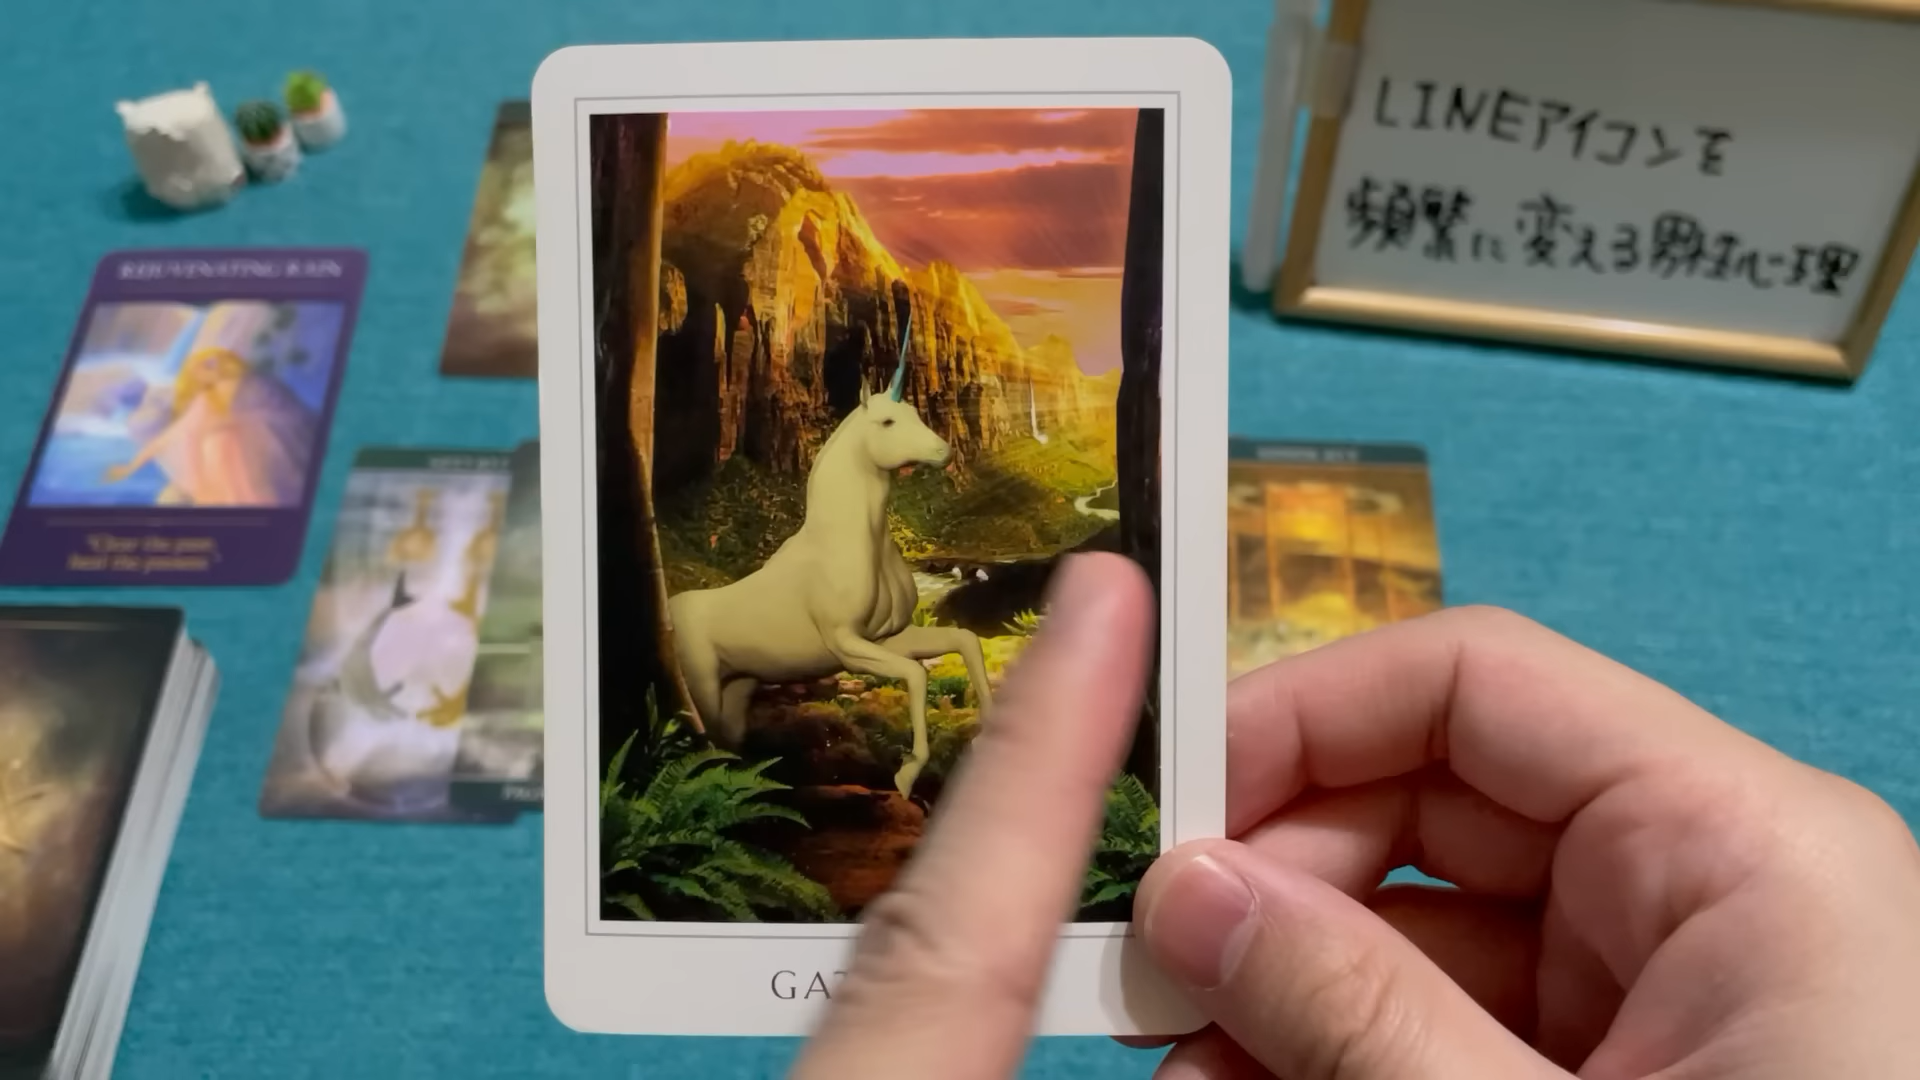 LINEアイコンを
頻繁に変える男性心理
REJUVENATING RAIN
"Clear the past,
heal the present."
GA